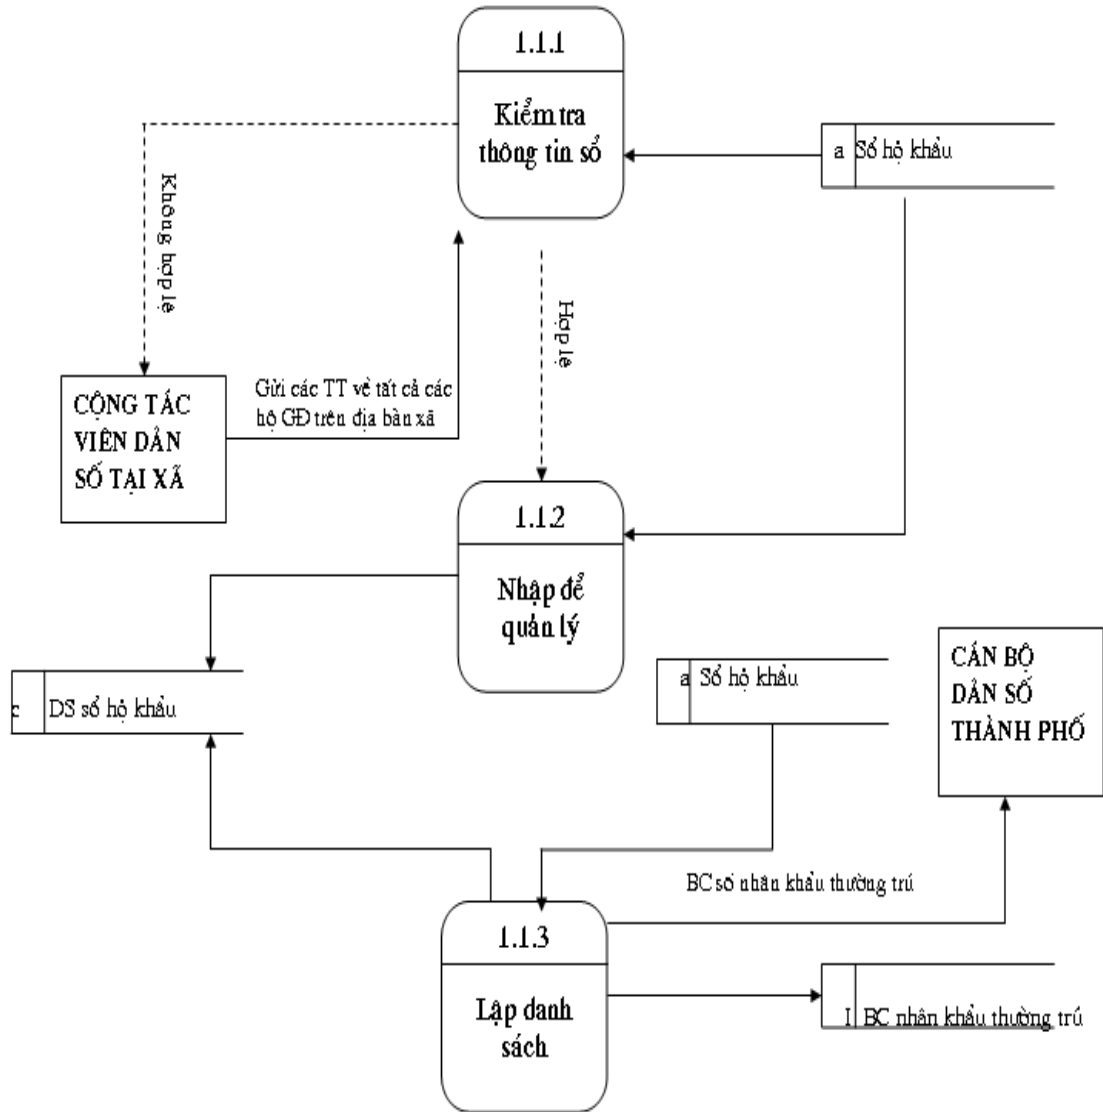 1.1.1
Kiểm tra
thông tin sổ
a Sổ hộ khẩu
Không hợp lệ
Hợp lệ
Gửi các TT về tất cả các
hộ GĐ trên địa bàn xã
CỘNG TÁC
VIÊN DÂN
SỐ TẠI XÃ
1.1.2
Nhập để
quản lý
c DS sổ hộ khẩu
a Sổ hộ khẩu
CÁN BỘ
DÂN SỐ
THÀNH PHỐ
BC số nhân khẩu thường trú
1.1.3
Lập danh
sách
I BC nhân khẩu thường trú